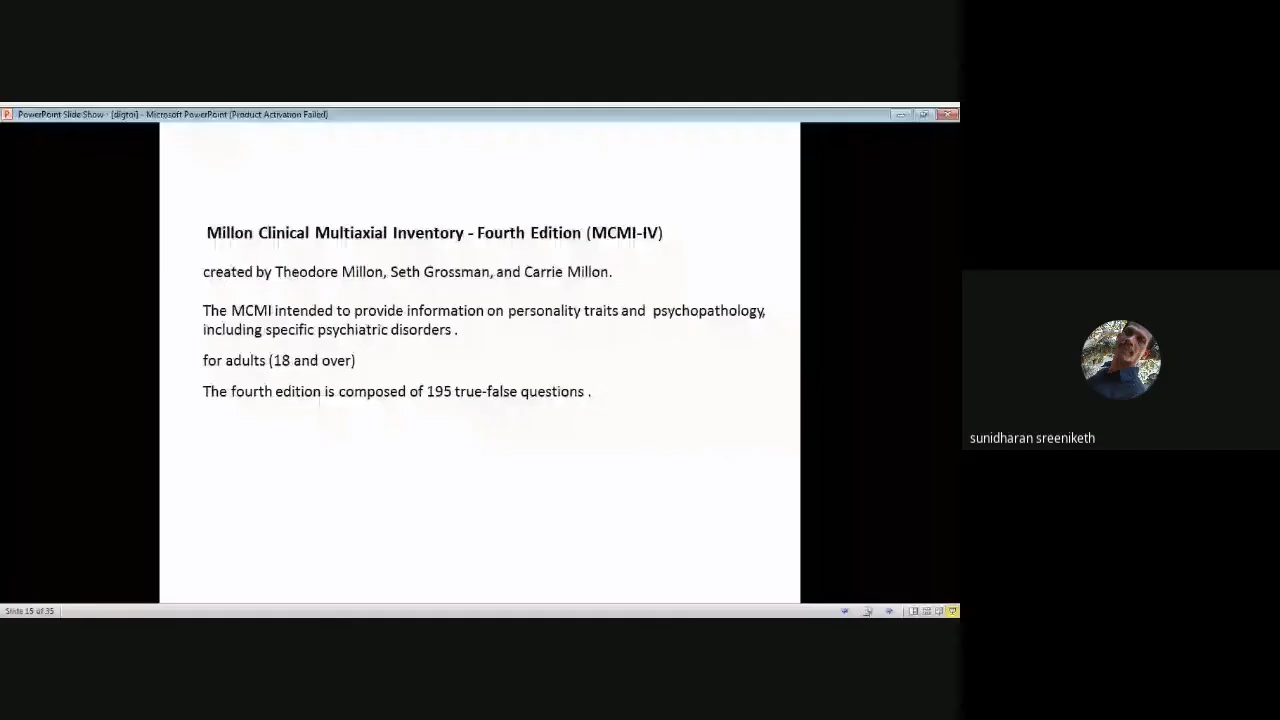 PowerPoint Slide Show - [digtoi] - Microsoft PowerPoint (Product Activation Failed)
Millon Clinical Multiaxial Inventory - Fourth Edition (MCMI-IV)
created by Theodore Millon, Seth Grossman, and Carrie Millon.
The MCMI intended to provide information on personality traits and psychopathology,
including specific psychiatric disorders .
for adults (18 and over)
The fourth edition is composed of 195 true-false questions .
sunidharan sreeniketh
Slide 15 of 35